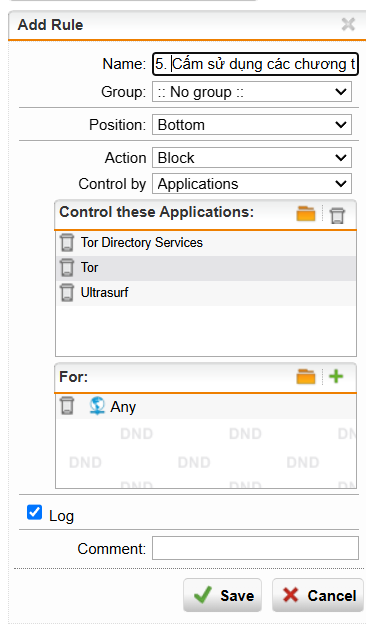 Add Rule
Name: 5. Cấm sử dụng các chương t
Group: :: No group ::
Position: Bottom
Action Block
Control by Applications
Control these Applications:
Tor Directory Services
Tor
Ultrasurf
For:
Any
DND DND DN
DND DND DND
DND DND DN
Log
Comment:
Save Cancel